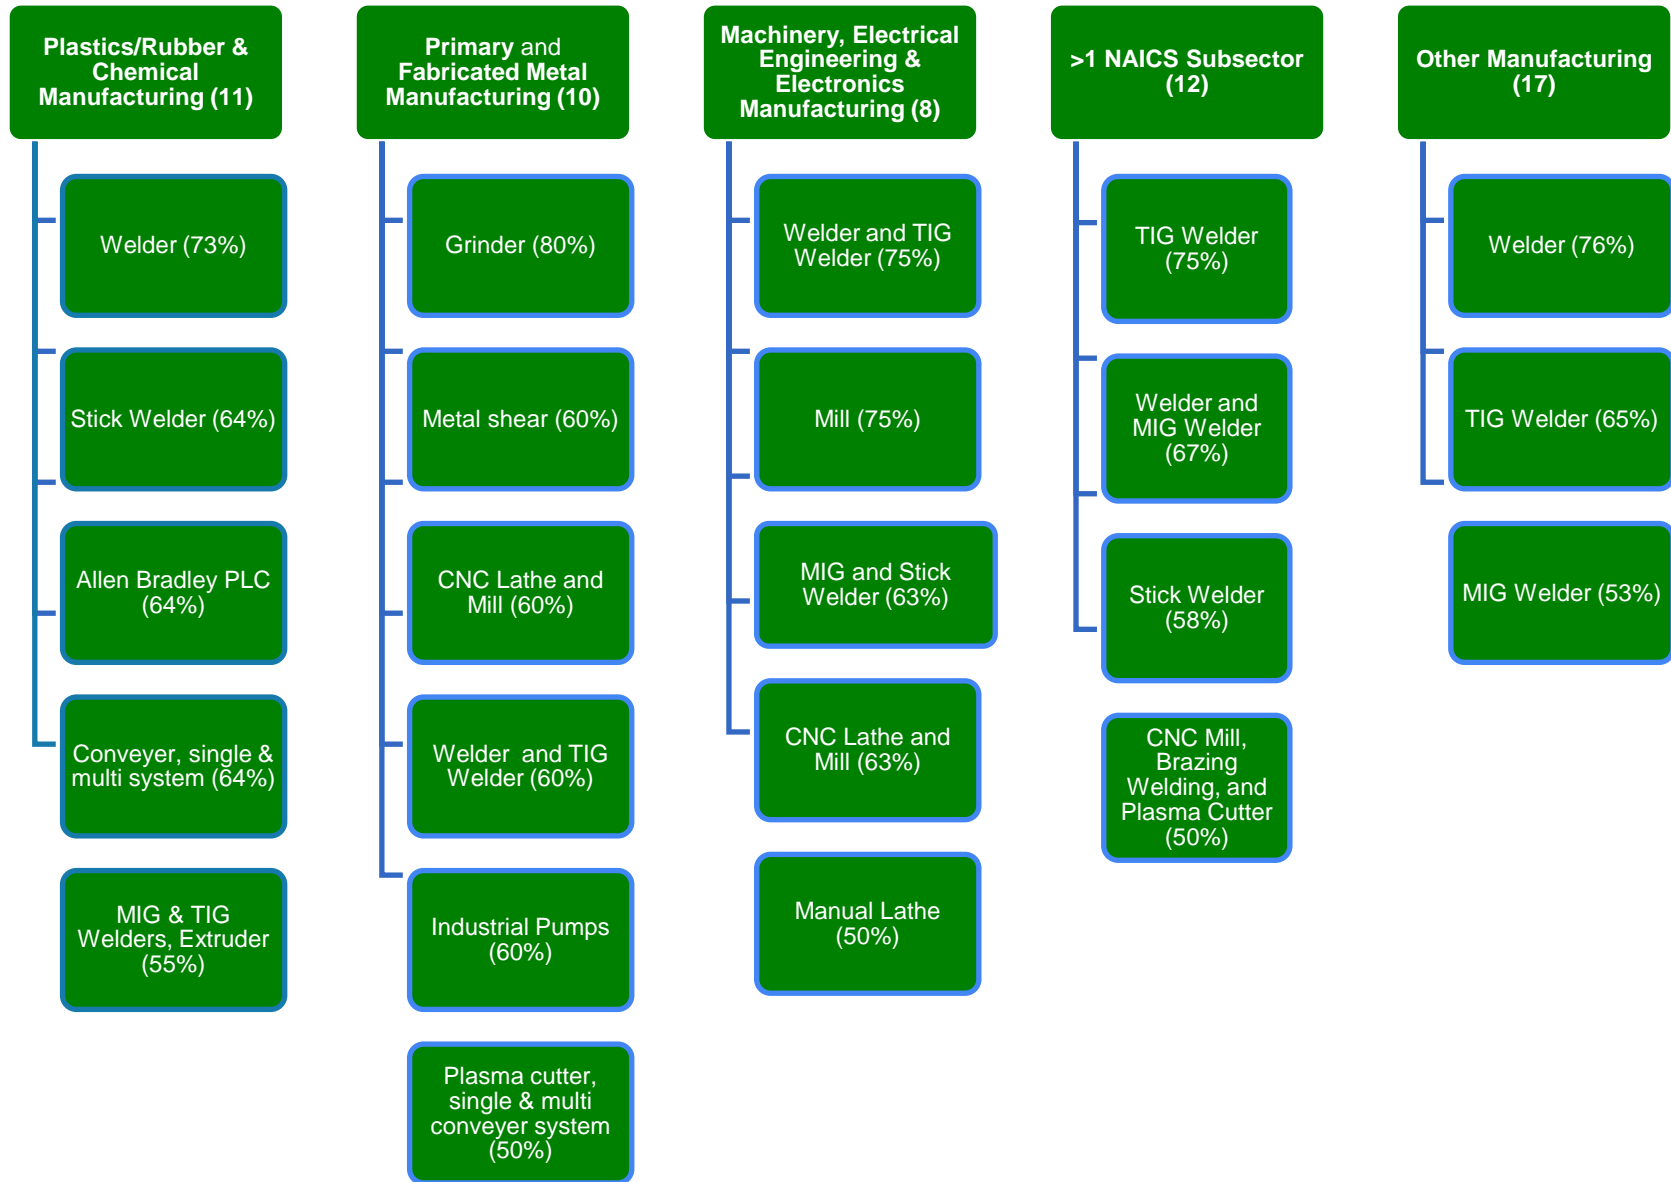 Plastics/Rubber &
Chemical
Manufacturing (11)
Welder (73%)
Stick Welder (64%)
Allen Bradley PLC
(64%)
Conveyer, single &
multi system (64%)
MIG & TIG
Welders, Extruder
(55%)
Primary and
Fabricated Metal
Manufacturing (10)
Grinder (80%)
Metal shear (60%)
CNC Lathe and
Mill (60%)
Welder and TIG
Welder (60%)
Industrial Pumps
(60%)
Plasma cutter,
single & multi
conveyer system
(50%)
Machinery, Electrical
Engineering &
Electronics
Manufacturing (8)
Welder and TIG
Welder (75%)
Mill (75%)
MIG and Stick
Welder (63%)
CNC Lathe and
Mill (63%)
Manual Lathe
(50%)
>1 NAICS Subsector
(12)
TIG Welder
(75%)
Welder and
MIG Welder
(67%)
Stick Welder
(58%)
CNC Mill,
Brazing
Welding, and
Plasma Cutter
(50%)
Other Manufacturing
(17)
Welder (76%)
TIG Welder (65%)
MIG Welder (53%)